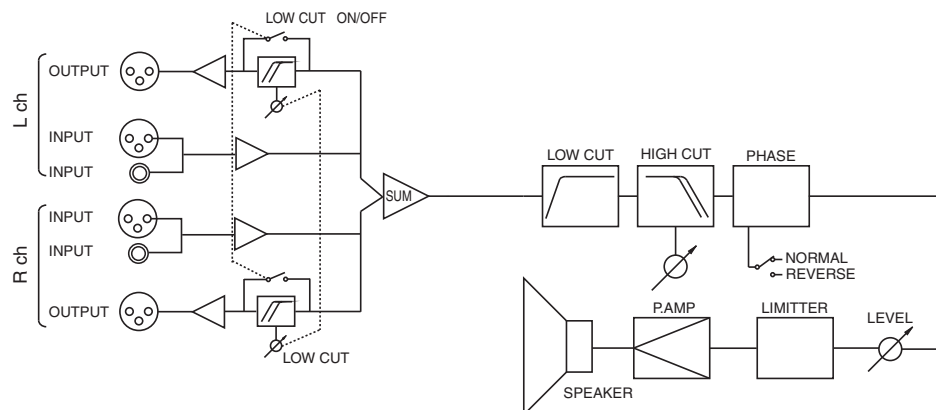 LOW CUT ON/OFF
OUTPUT
L ch
INPUT
INPUT
INPUT
INPUT
R ch
OUTPUT
LOW CUT
SUM
LOW CUT
HIGH CUT
PHASE
NORMAL
REVERSE
P.AMP
LIMITTER
LEVEL
SPEAKER